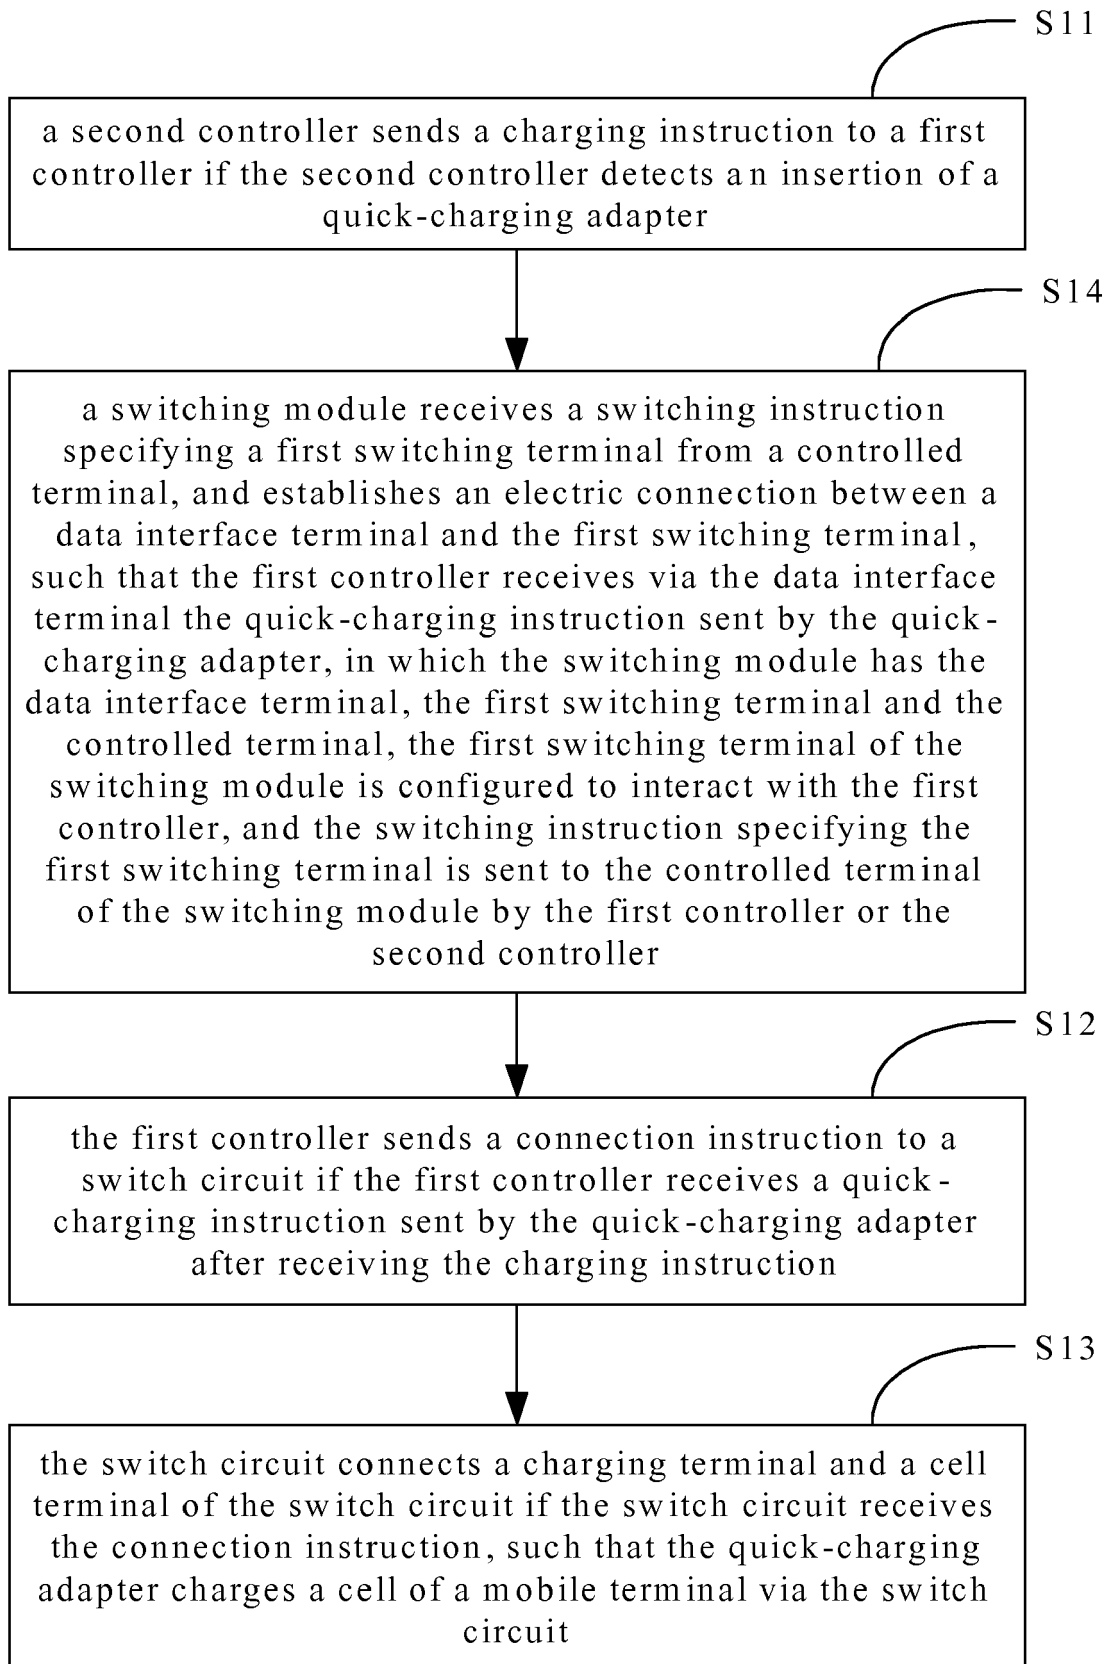 S11
a second controller sends a charging instruction to a first
controller if the second controller detects an insertion of a
quick-charging adapter
S14
a switching module receives a switching instruction
specifying a first switching terminal from a controlled
terminal, and establishes an electric connection between a
data interface terminal and the first switching terminal,
such that the first controller receives via the data interface
terminal the quick-charging instruction sent by the quick-
charging adapter, in which the switching module has the
data interface terminal, the first switching terminal and the
controlled terminal, the first switching terminal of the
switching module is configured to interact with the first
controller, and the switching instruction specifying the
first switching terminal is sent to the controlled terminal
of the switching module by the first controller or the
second controller
S12
the first controller sends a connection instruction to a
switch circuit if the first controller receives a quick-
charging instruction sent by the quick-charging adapter
after receiving the charging instruction
S13
the switch circuit connects a charging terminal and a cell
terminal of the switch circuit if the switch circuit receives
the connection instruction, such that the quick-charging
adapter charges a cell of a mobile terminal via the switch
circuit